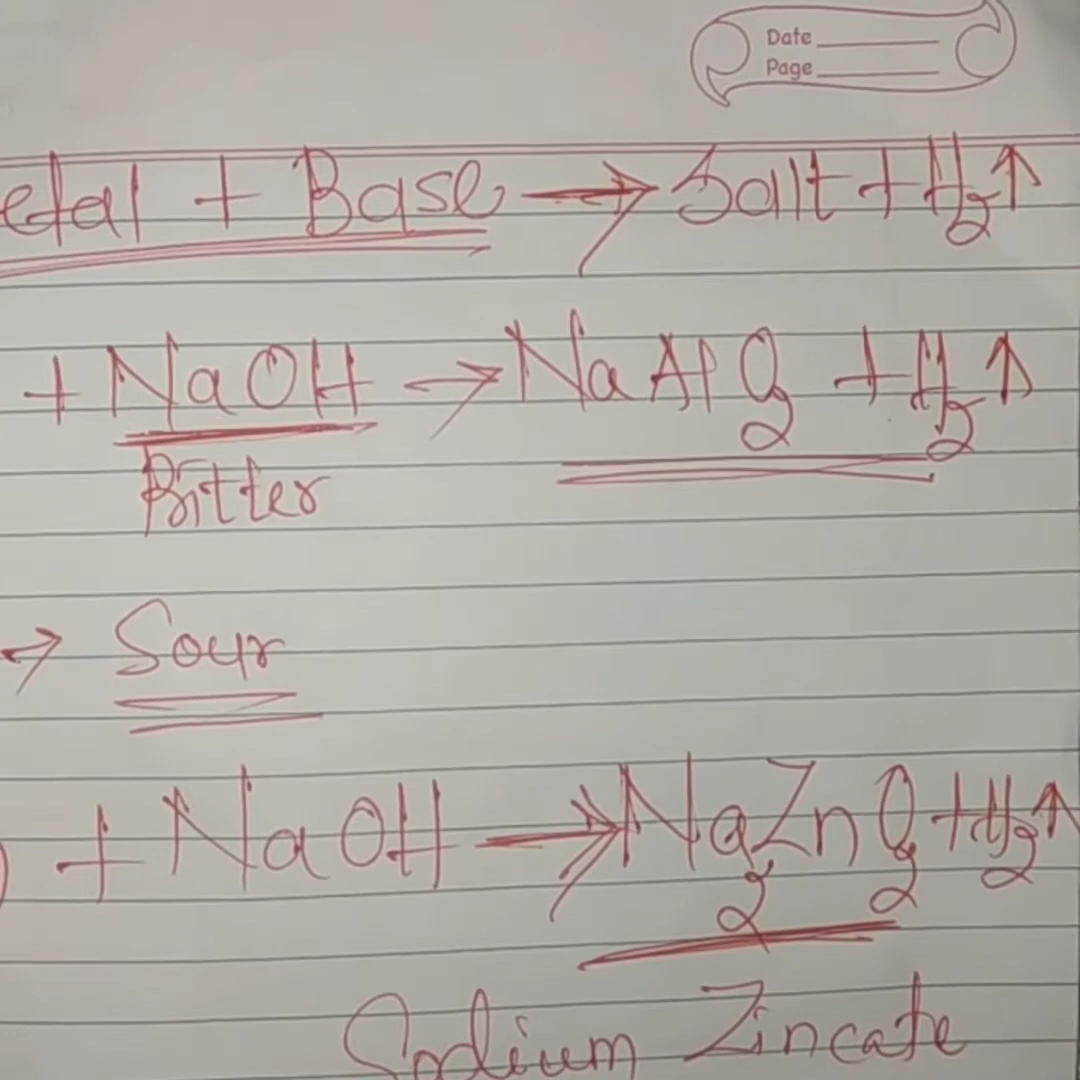 Date
Page
etal + Base → Salt + H₂↑
+ NaOH → NaAlO₂ + H₂↑
Bitter
→ Sour
) + NaOH → Na₂ZnO₂ + H₂↑
Sodium Zincate